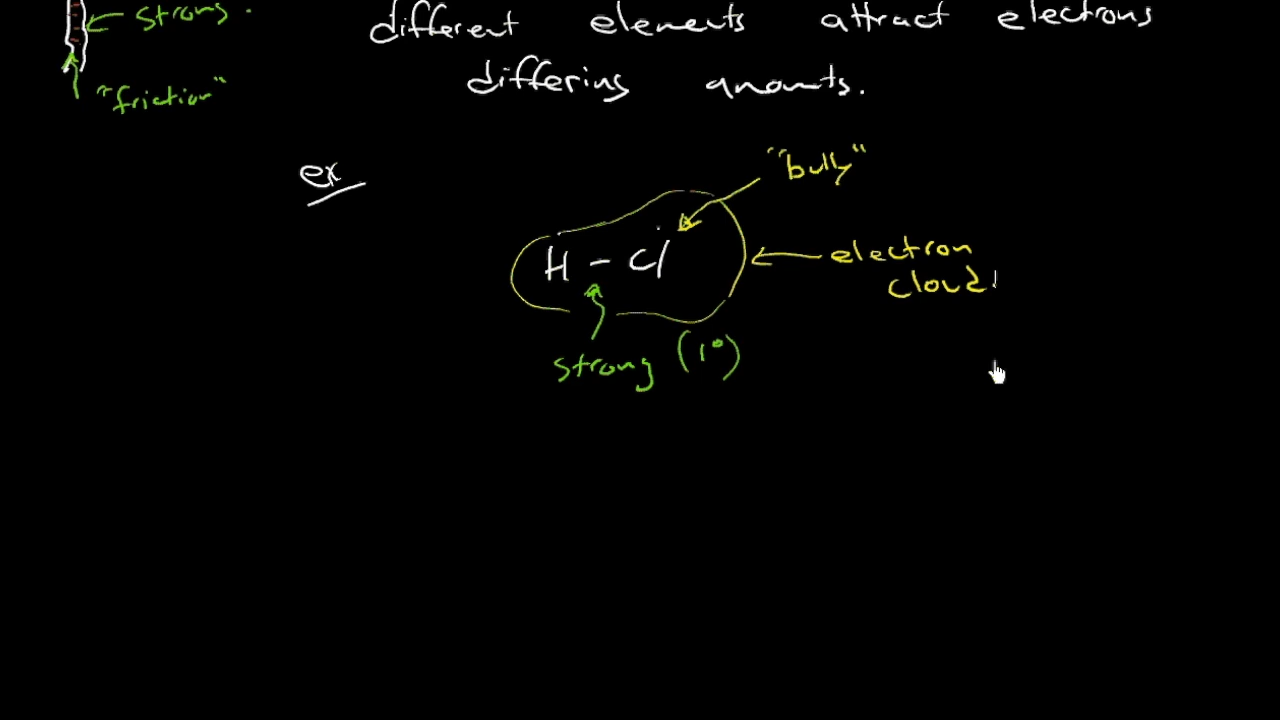 strong.
"friction"
different elements attract electrons
differing amounts.
ex
"bully"
H - Cl
electron
cloud.
strong (1°)